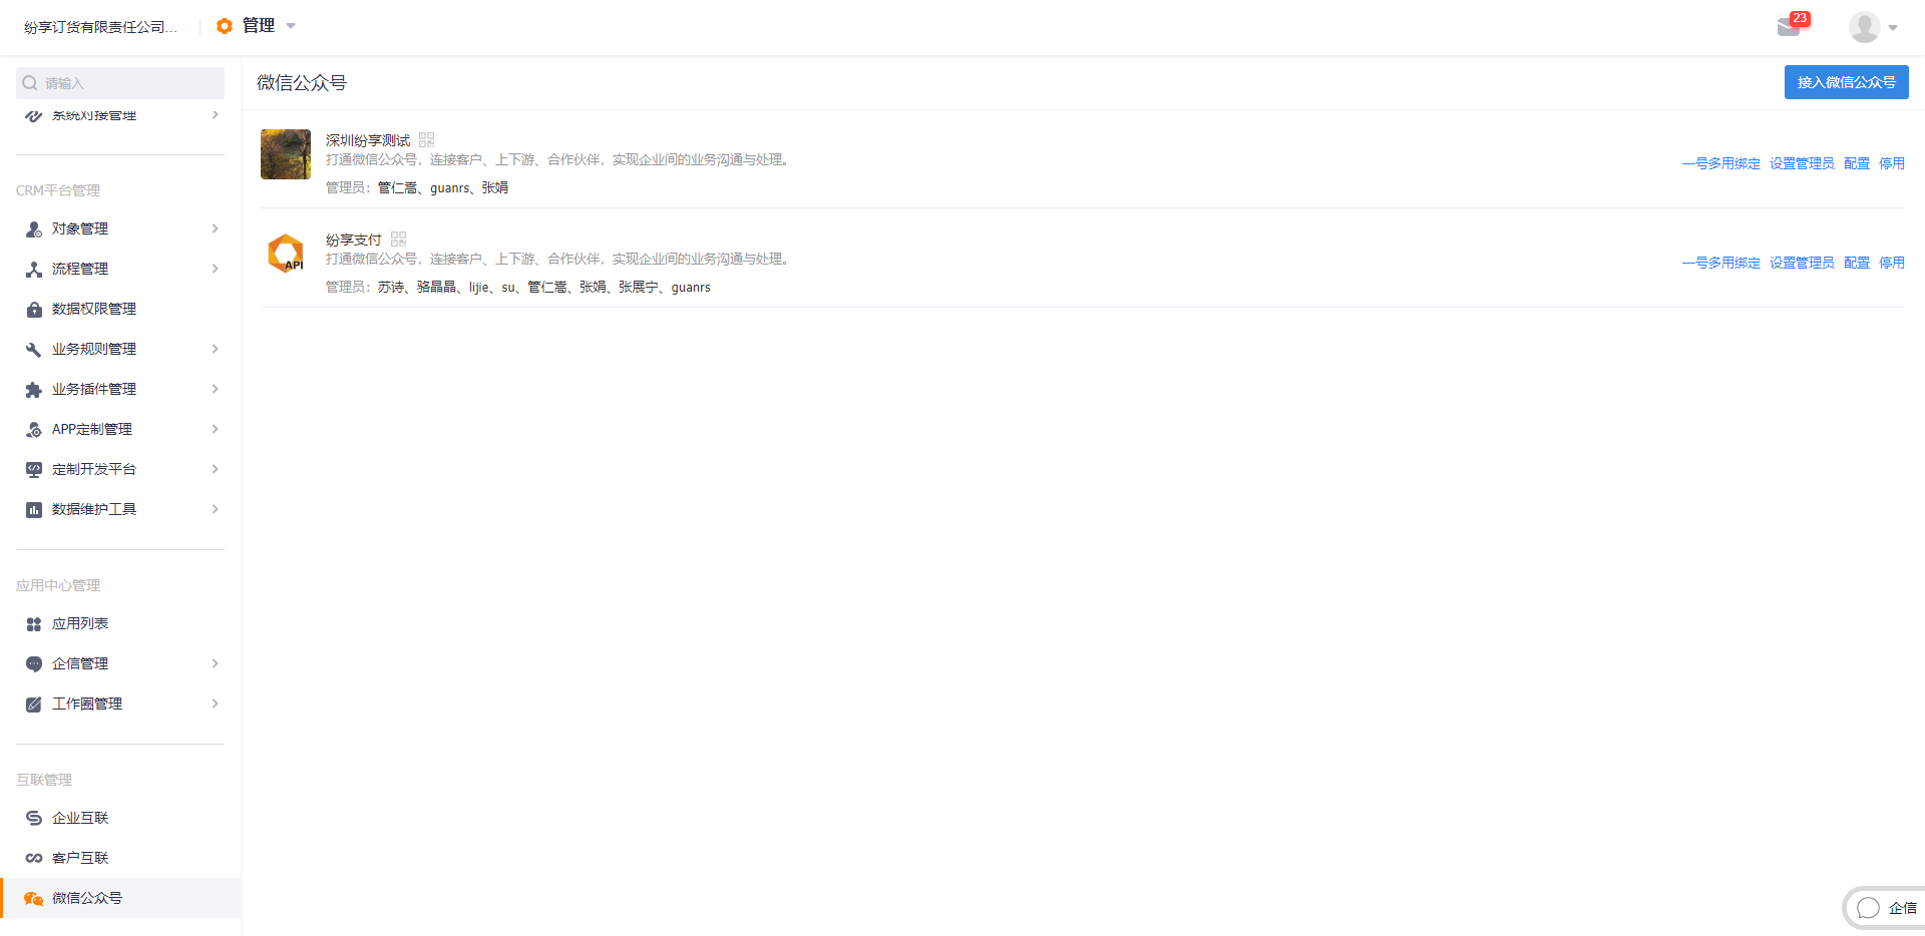 纷享订货有限责任公司...
管理
23
请输入
系统对接管理
CRM平台管理
对象管理
流程管理
数据权限管理
业务规则管理
业务插件管理
APP定制管理
定制开发平台
数据维护工具
应用中心管理
应用列表
企信管理
工作圈管理
互联管理
企业互联
客户互联
微信公众号
微信公众号
接入微信公众号
深圳纷享测试
打通微信公众号，连接客户、上下游、合作伙伴，实现企业间的业务沟通与处理。
管理员：管仁嵩、guanrs、张娟
一号多用绑定 设置管理员 配置 停用
API
纷享支付
打通微信公众号，连接客户、上下游、合作伙伴，实现企业间的业务沟通与处理。
管理员：苏诗、骆晶晶、lijie、su、管仁嵩、张娟、张展宁、guanrs
一号多用绑定 设置管理员 配置 停用
企信